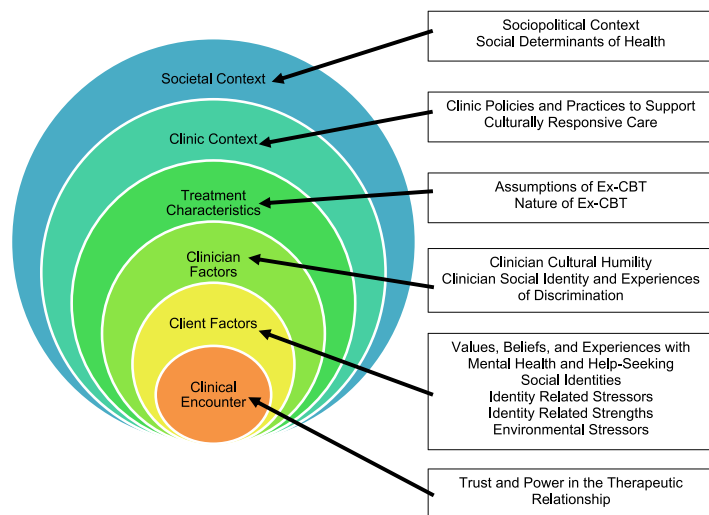 Sociopolitical Context
Social Determinants of Health
Societal Context
Clinic Policies and Practices to Support
Culturally Responsive Care
Clinic Context
Assumptions of Ex-CBT
Nature of Ex-CBT
Treatment
Characteristics
Clinician Cultural Humility
Clinician Social Identity and Experiences
of Discrimination
Clinician
Factors
Values, Beliefs, and Experiences with
Mental Health and Help-Seeking
Social Identities
Identity Related Stressors
Identity Related Strengths
Environmental Stressors
Client Factors
Clinical
Encounter
Trust and Power in the Therapeutic
Relationship